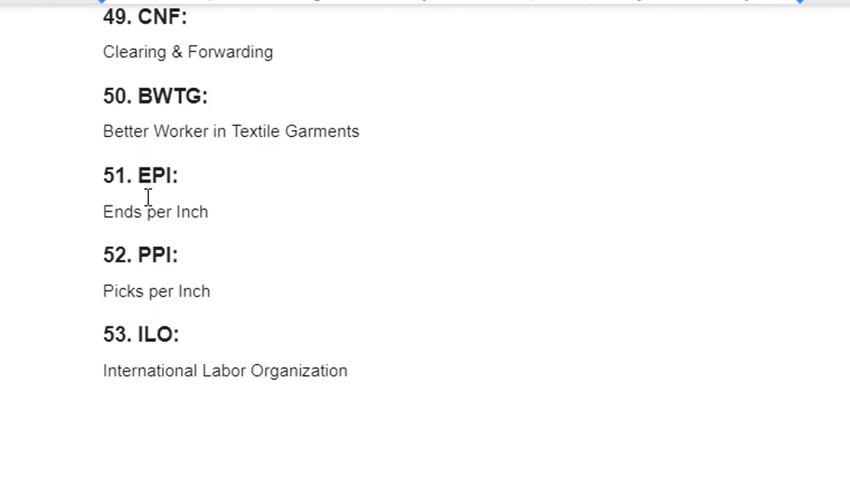 49. CNF:
Clearing & Forwarding
50. BWTG:
Better Worker in Textile Garments
51. EPI:
Ends per Inch
52. PPI:
Picks per Inch
53. ILO:
International Labor Organization